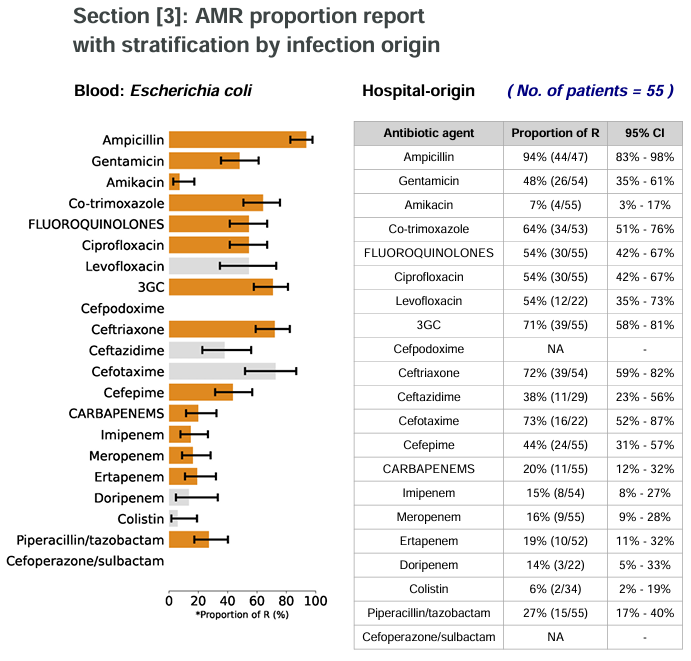 Section [3]: AMR proportion report
with stratification by infection origin
Blood: Escherichia coli
Hospital-origin
( No. of patients = 55 )
Ampicillin
Gentamicin
Amikacin
Co-trimoxazole
FLUOROQUINOLONES
Ciprofloxacin
Levofloxacin
3GC
Cefpodoxime
Ceftriaxone
Ceftazidime
Cefotaxime
Cefepime
CARBAPENEMS
Imipenem
Meropenem
Ertapenem
Doripenem
Colistin
Piperacillin/tazobactam
Cefoperazone/sulbactam
0 20 40 60 80 100
*Proportion of R (%)
Antibiotic agent Proportion of R 95% CI
Ampicillin 94% (44/47) 83% - 98%
Gentamicin 48% (26/54) 35% - 61%
Amikacin 7% (4/55) 3% - 17%
Co-trimoxazole 64% (34/53) 51% - 76%
FLUOROQUINOLONES 54% (30/55) 42% - 67%
Ciprofloxacin 54% (30/55) 42% - 67%
Levofloxacin 54% (12/22) 35% - 73%
3GC 71% (39/55) 58% - 81%
Cefpodoxime NA -
Ceftriaxone 72% (39/54) 59% - 82%
Ceftazidime 38% (11/29) 23% - 56%
Cefotaxime 73% (16/22) 52% - 87%
Cefepime 44% (24/55) 31% - 57%
CARBAPENEMS 20% (11/55) 12% - 32%
Imipenem 15% (8/54) 8% - 27%
Meropenem 16% (9/55) 9% - 28%
Ertapenem 19% (10/52) 11% - 32%
Doripenem 14% (3/22) 5% - 33%
Colistin 6% (2/34) 2% - 19%
Piperacillin/tazobactam 27% (15/55) 17% - 40%
Cefoperazone/sulbactam NA -